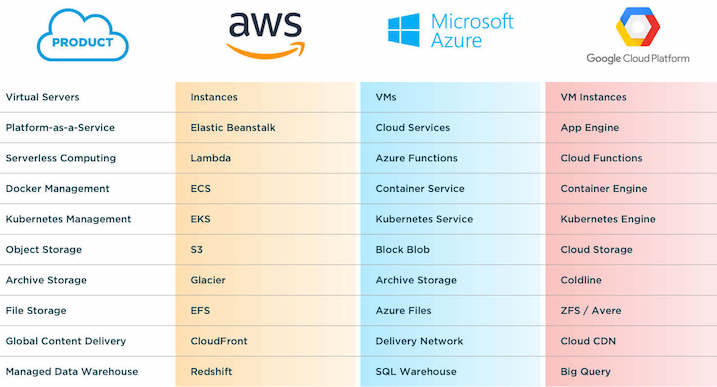 PRODUCT
aws
Microsoft
Azure
Google Cloud Platform
Virtual Servers Instances VMs VM Instances
Platform-as-a-Service Elastic Beanstalk Cloud Services App Engine
Serverless Computing Lambda Azure Functions Cloud Functions
Docker Management ECS Container Service Container Engine
Kubernetes Management EKS Kubernetes Service Kubernetes Engine
Object Storage S3 Block Blob Cloud Storage
Archive Storage Glacier Archive Storage Coldline
File Storage EFS Azure Files ZFS / Avere
Global Content Delivery CloudFront Delivery Network Cloud CDN
Managed Data Warehouse Redshift SQL Warehouse Big Query